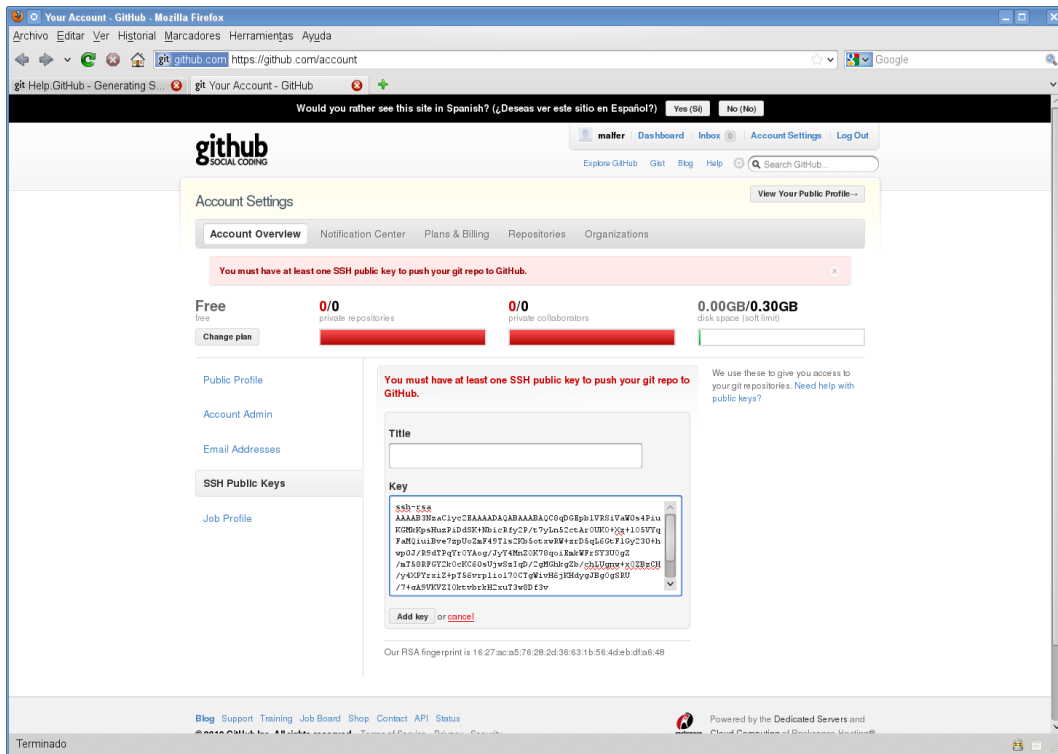 Your Account - GitHub - Mozilla Firefox
Archivo Editar Ver Historial Marcadores Herramientas Ayuda
git github.com https://github.com/account
Google
git Help.GitHub - Generating S... git Your Account - GitHub
Would you rather see this site in Spanish? (¿Deseas ver este sitio en Español?) Yes (Sí) No (No)
github
SOCIAL CODING
malfer Dashboard Inbox 0 Account Settings Log Out
Explore GitHub Gist Blog Help Search GitHub...
Account Settings
View Your Public Profile→
Account Overview Notification Center Plans & Billing Repositories Organizations
You must have at least one SSH public key to push your git repo to GitHub.
Free 0/0 0/0 0.00GB/0.30GB
free private repositories private collaborators disk space (soft limit)
Change plan
Public Profile
Account Admin
Email Addresses
SSH Public Keys
Job Profile
You must have at least one SSH public key to push your git repo to
GitHub.
Title
Key
ssh-rsa
Add key or cancel
Our RSA fingerprint is 16:27:ac:a5:76:28:2d:36:63:1b:56:4d:eb:df:a6:48
We use these to give you access to
your git repositories. Need help with
public keys?
Blog Support Training Job Board Shop Contact API Status
Powered by the Dedicated Servers and
Terminado